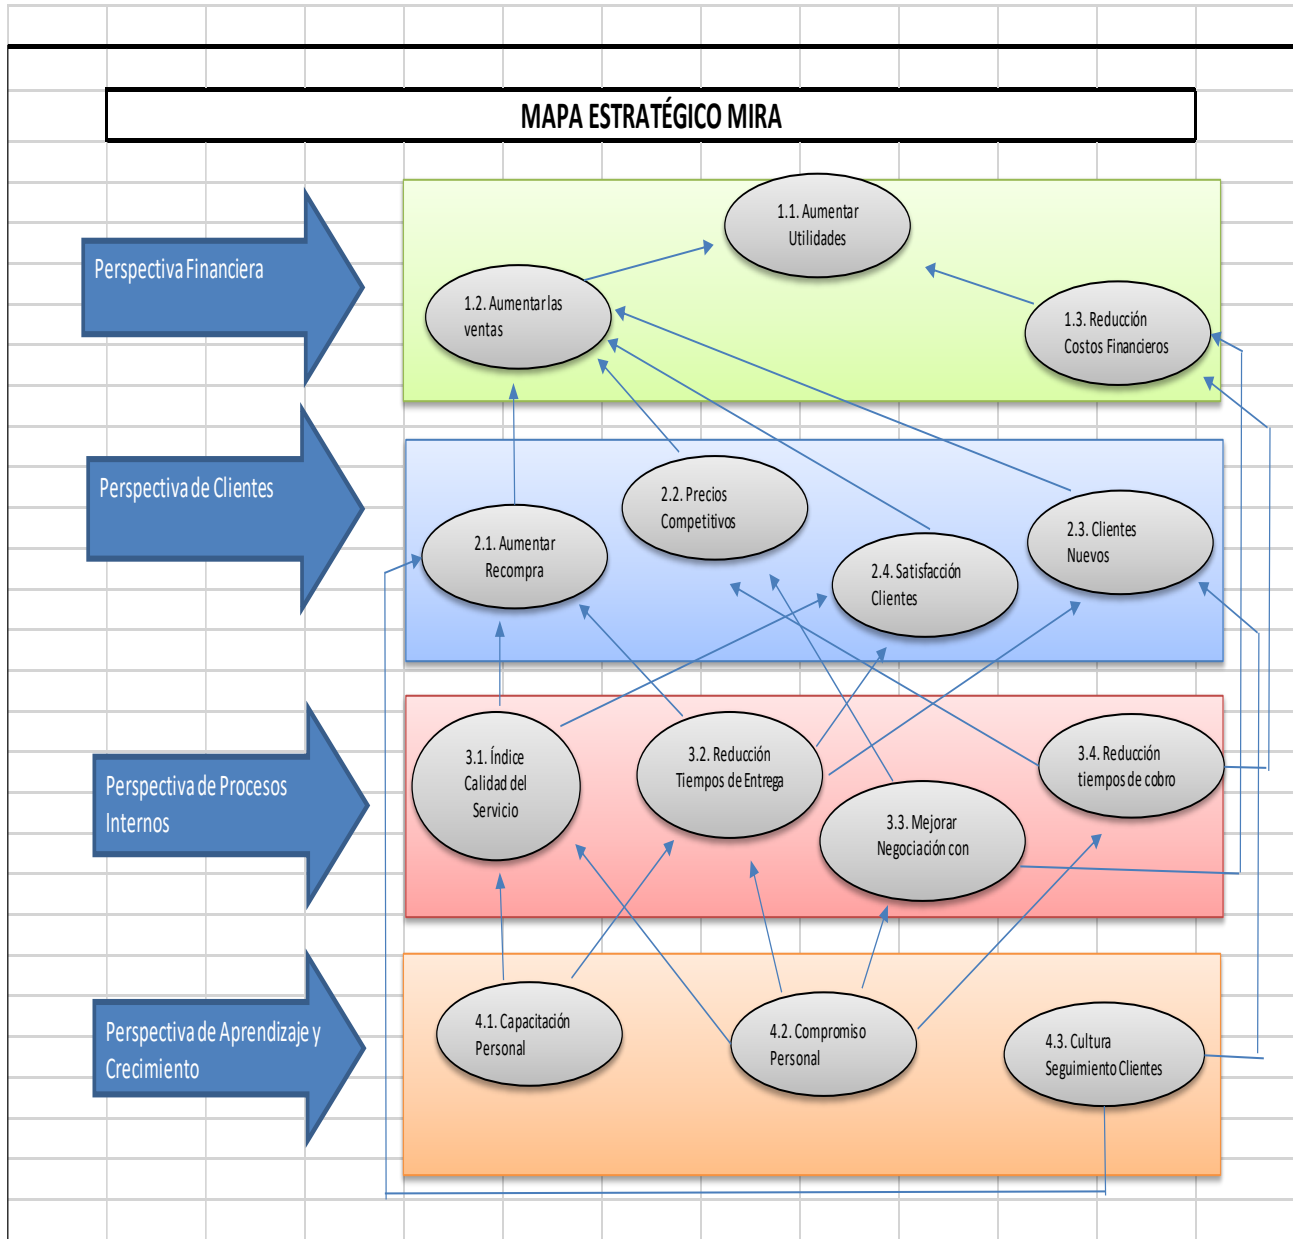 MAPA ESTRATÉGICO MIRA
Perspectiva Financiera
1.1. Aumentar
Utilidades
1.2. Aumentar las
ventas
1.3. Reducción
Costos Financieros
Perspectiva de Clientes
2.1. Aumentar
Recompra
2.2. Precios
Competitivos
2.4. Satisfacción
Clientes
2.3. Clientes
Nuevos
Perspectiva de Procesos
Internos
3.1. Índice
Calidad del
Servicio
3.2. Reducción
Tiempos de Entrega
3.3. Mejorar
Negociación con
3.4. Reducción
tiempos de cobro
Perspectiva de Aprendizaje y
Crecimiento
4.1. Capacitación
Personal
4.2. Compromiso
Personal
4.3. Cultura
Seguimiento Clientes